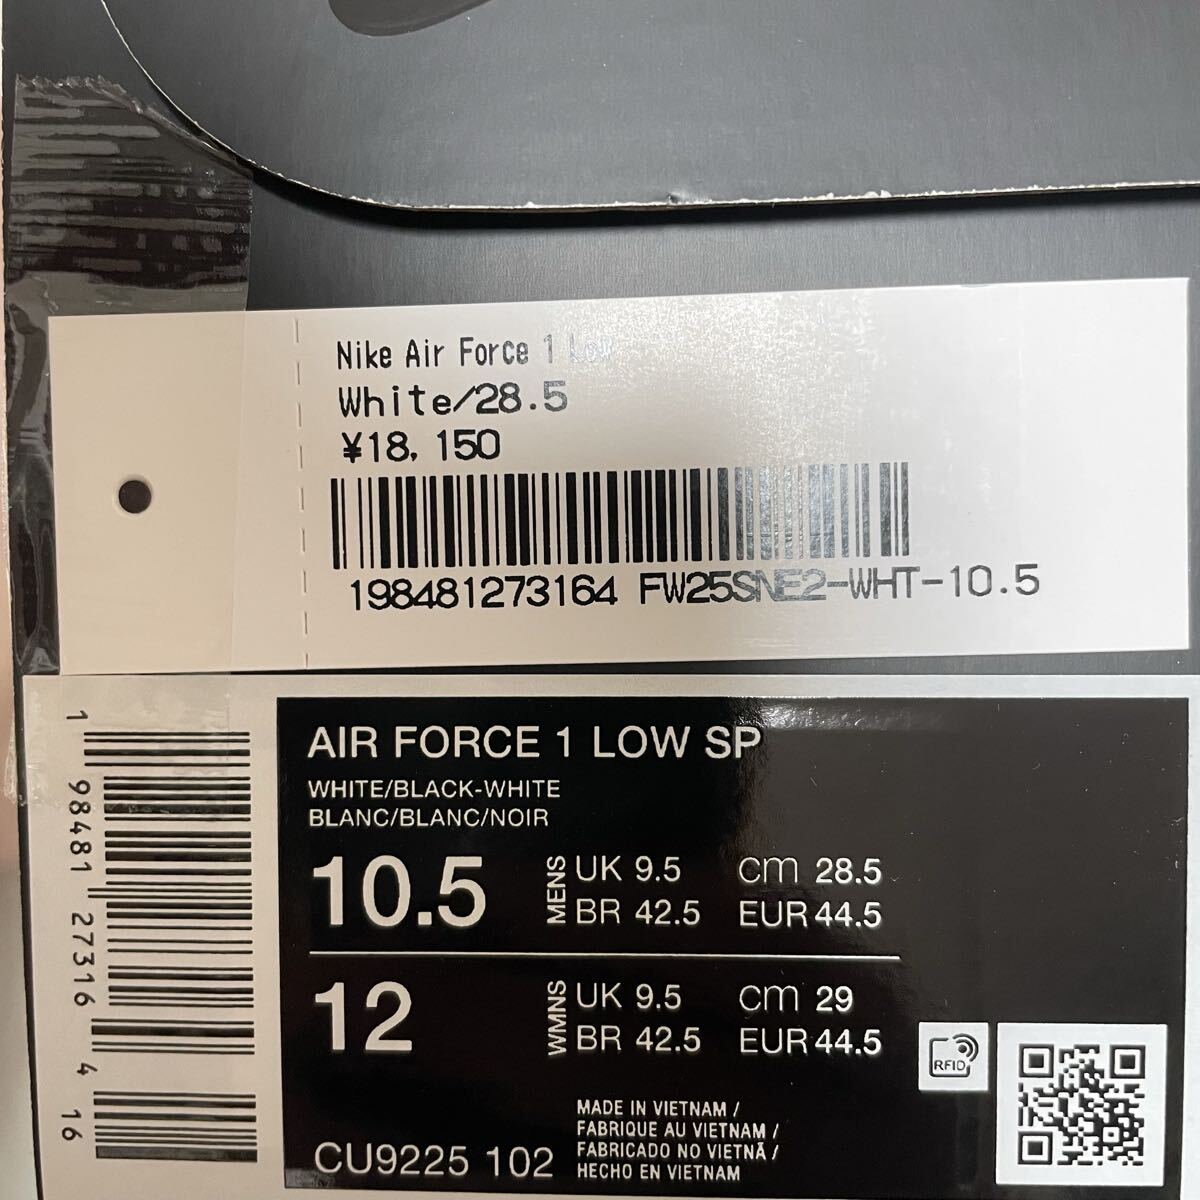 Nike Air Force 1 Low
White/28.5
¥18,150
198481273164 FW25SNE2-WHT-10.5
1 98481 27316 4 16
AIR FORCE 1 LOW SP
WHITE/BLACK-WHITE
BLANC/BLANC/NOIR
10.5 MENS UK 9.5 CM 28.5
BR 42.5 EUR 44.5
12 WMNS UK 9.5 CM 29
BR 42.5 EUR 44.5
RFID
CU9225 102
MADE IN VIETNAM /
FABRIQUE AU VIETNAM /
FABRICADO NO VIETNÃ /
HECHO EN VIETNAM